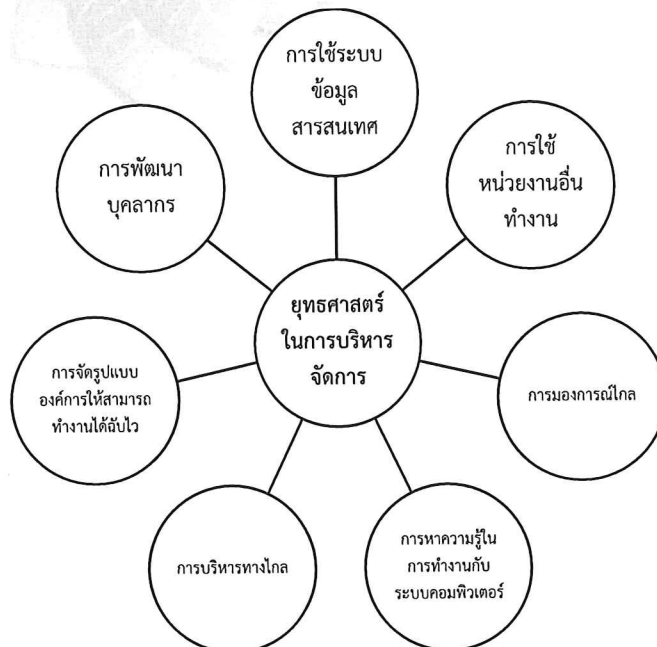 การใช้ระบบ
ข้อมูล
สารสนเทศ
การใช้
หน่วยงานอื่น
ทำงาน
การมองการณ์ไกล
การหาความรู้ใน
การทำงานกับ
ระบบคอมพิวเตอร์
การบริหารทางไกล
การจัดรูปแบบ
องค์การให้สามารถ
ทำงานได้ฉับไว
การพัฒนา
บุคลากร
ยุทธศาสตร์
ในการบริหาร
จัดการ